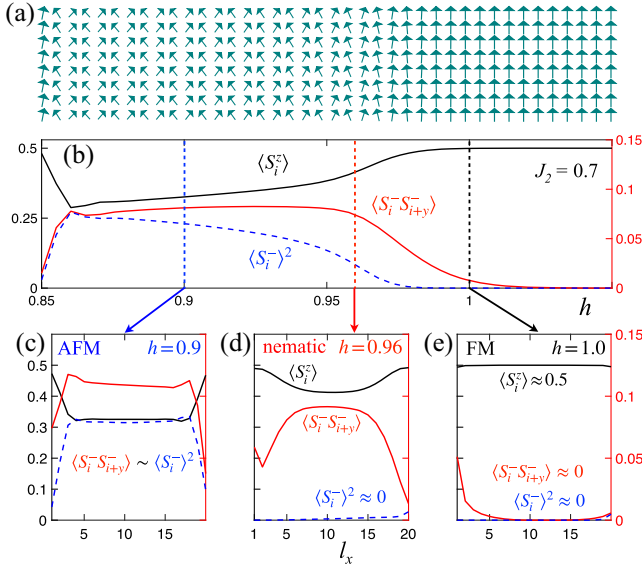 (a)
(b)
0.5
0.25
0
⟨S_i^z⟩
⟨S_i^- S_{i+y}^-⟩
⟨S_i^-⟩^2
J_2 = 0.7
0.15
0.1
0.05
0
0.85 0.9 0.95 1 h
(c) (d) (e)
AFM h=0.9
0.5
0.4
0.3
0.2
0.1
0
⟨S_i^- S_{i+y}^-⟩ ~ ⟨S_i^-⟩^2
5 10 15
nematic h=0.96
⟨S_i^z⟩
⟨S_i^- S_{i+y}^-⟩
⟨S_i^-⟩^2 ≈ 0
1 5 10 15 20
l_x
FM h=1.0
⟨S_i^z⟩≈0.5
⟨S_i^- S_{i+y}^-⟩≈0
⟨S_i^-⟩^2≈0
5 10 15
0.15
0.1
0.05
0